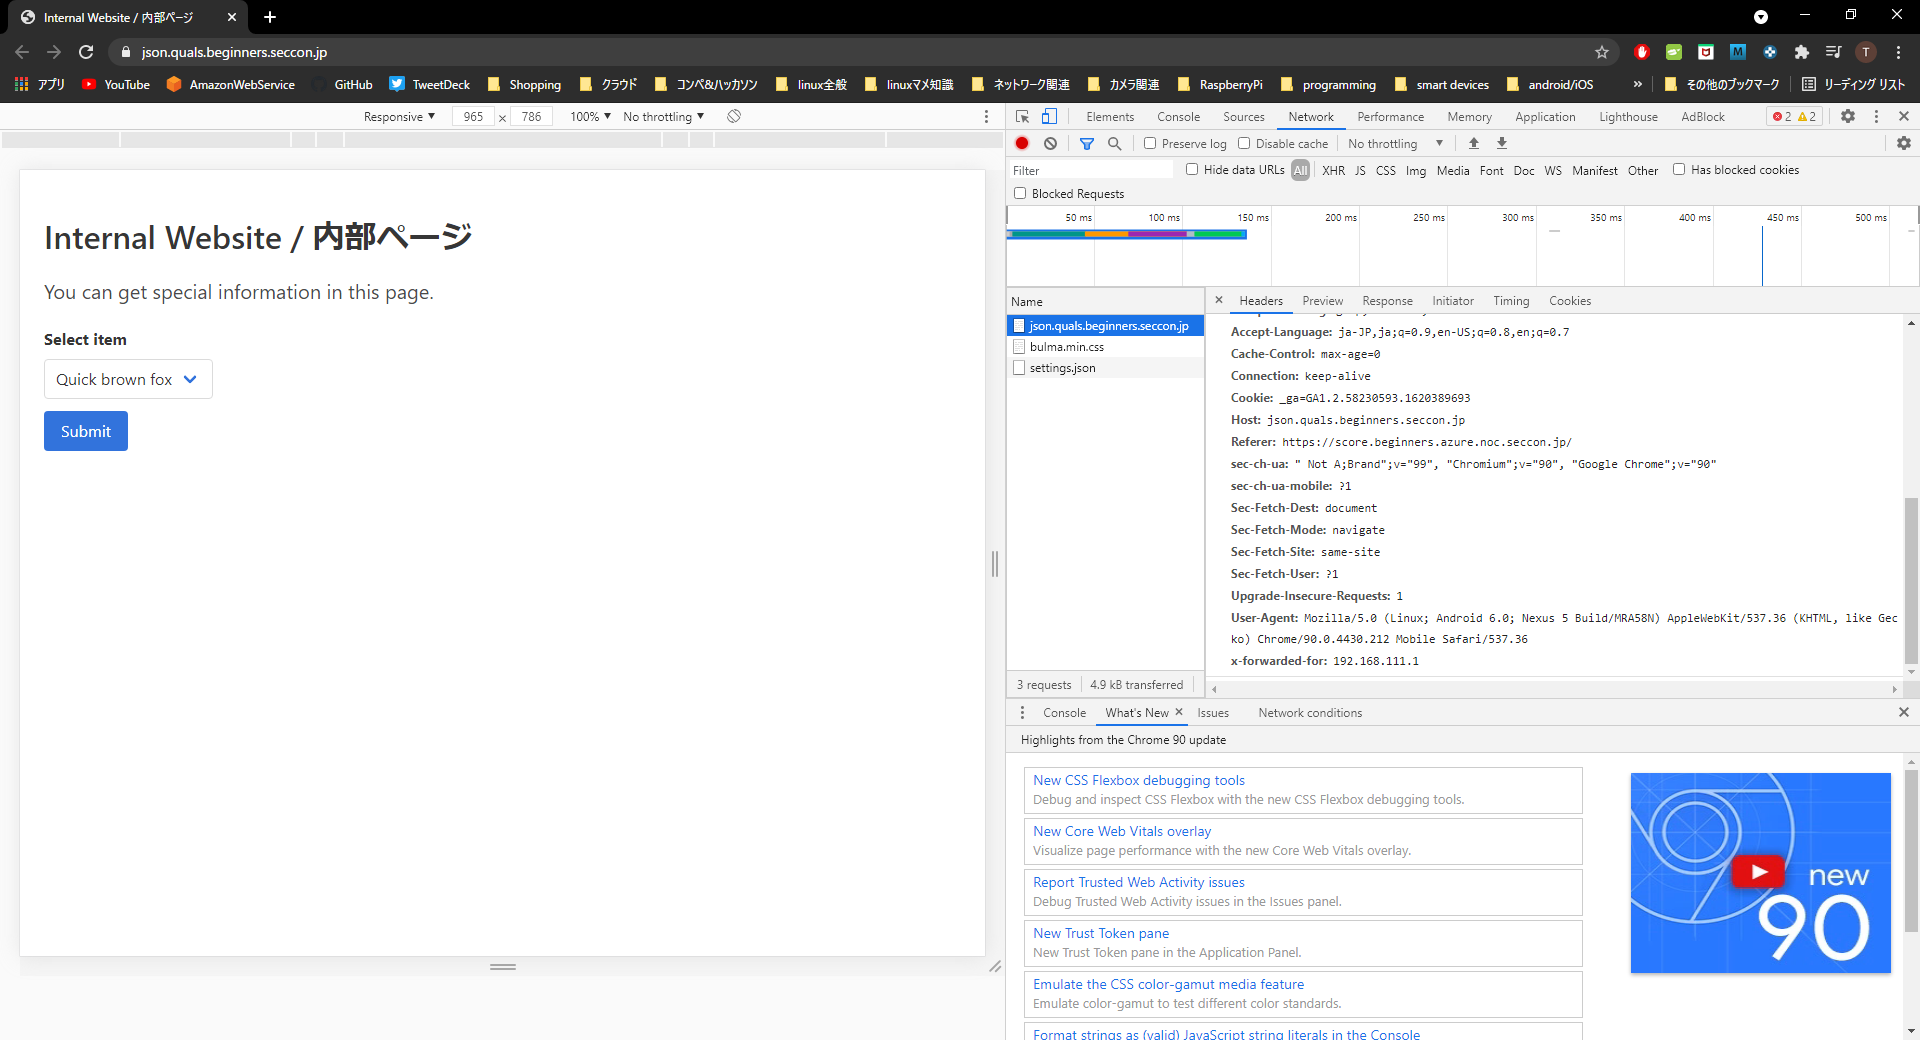 Internal Website / 内部ページ
json.quals.beginners.seccon.jp
T
アプリ YouTube AmazonWebService GitHub TweetDeck Shopping クラウド コンペ&ハッカソン linux全般 linuxマメ知識 ネットワーク関連 カメラ関連 RaspberryPi programming smart devices android/iOS » その他のブックマーク リーディング リスト
Responsive 965 × 786 100% No throttling
Internal Website / 内部ページ
You can get special information in this page.
Select item
Quick brown fox
Submit
Elements Console Sources Network Performance Memory Application Lighthouse AdBlock 2 2
Preserve log Disable cache No throttling
Filter Hide data URLs All XHR JS CSS Img Media Font Doc WS Manifest Other Has blocked cookies
Blocked Requests
50 ms 100 ms 150 ms 200 ms 250 ms 300 ms 350 ms 400 ms 450 ms 500 ms
Name
json.quals.beginners.seccon.jp
bulma.min.css
settings.json
3 requests 4.9 kB transferred
Headers Preview Response Initiator Timing Cookies
Accept-Language: ja-JP,ja;q=0.9,en-US;q=0.8,en;q=0.7
Cache-Control: max-age=0
Connection: keep-alive
Cookie: _ga=GA1.2.58230593.1620389693
Host: json.quals.beginners.seccon.jp
Referer: https://score.beginners.azure.noc.seccon.jp/
sec-ch-ua: " Not A;Brand";v="99", "Chromium";v="90", "Google Chrome";v="90"
sec-ch-ua-mobile: ?1
Sec-Fetch-Dest: document
Sec-Fetch-Mode: navigate
Sec-Fetch-Site: same-site
Sec-Fetch-User: ?1
Upgrade-Insecure-Requests: 1
User-Agent: Mozilla/5.0 (Linux; Android 6.0; Nexus 5 Build/MRA58N) AppleWebKit/537.36 (KHTML, like Gec
ko) Chrome/90.0.4430.212 Mobile Safari/537.36
x-forwarded-for: 192.168.111.1
Console What's New Issues Network conditions
Highlights from the Chrome 90 update
New CSS Flexbox debugging tools
Debug and inspect CSS Flexbox with the new CSS Flexbox debugging tools.
New Core Web Vitals overlay
Visualize page performance with the new Core Web Vitals overlay.
Report Trusted Web Activity issues
Debug Trusted Web Activity issues in the Issues panel.
New Trust Token pane
New Trust Token pane in the Application Panel.
Emulate the CSS color-gamut media feature
Emulate color-gamut to test different color standards.
Format strings as (valid) JavaScript string literals in the Console
new
90